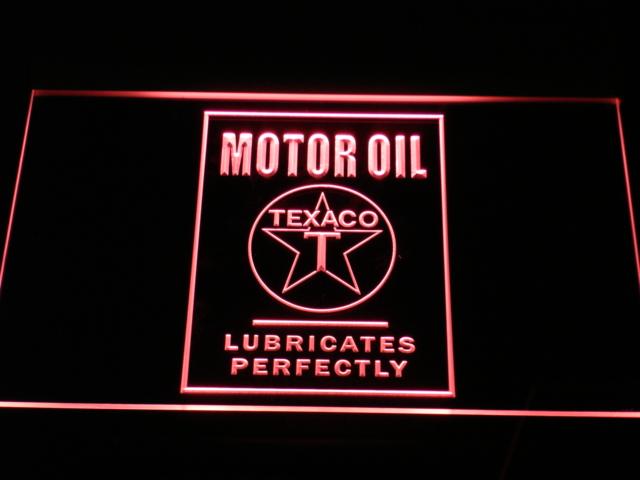 MOTOR OIL
TEXACO
T
LUBRICATES
PERFECTLY